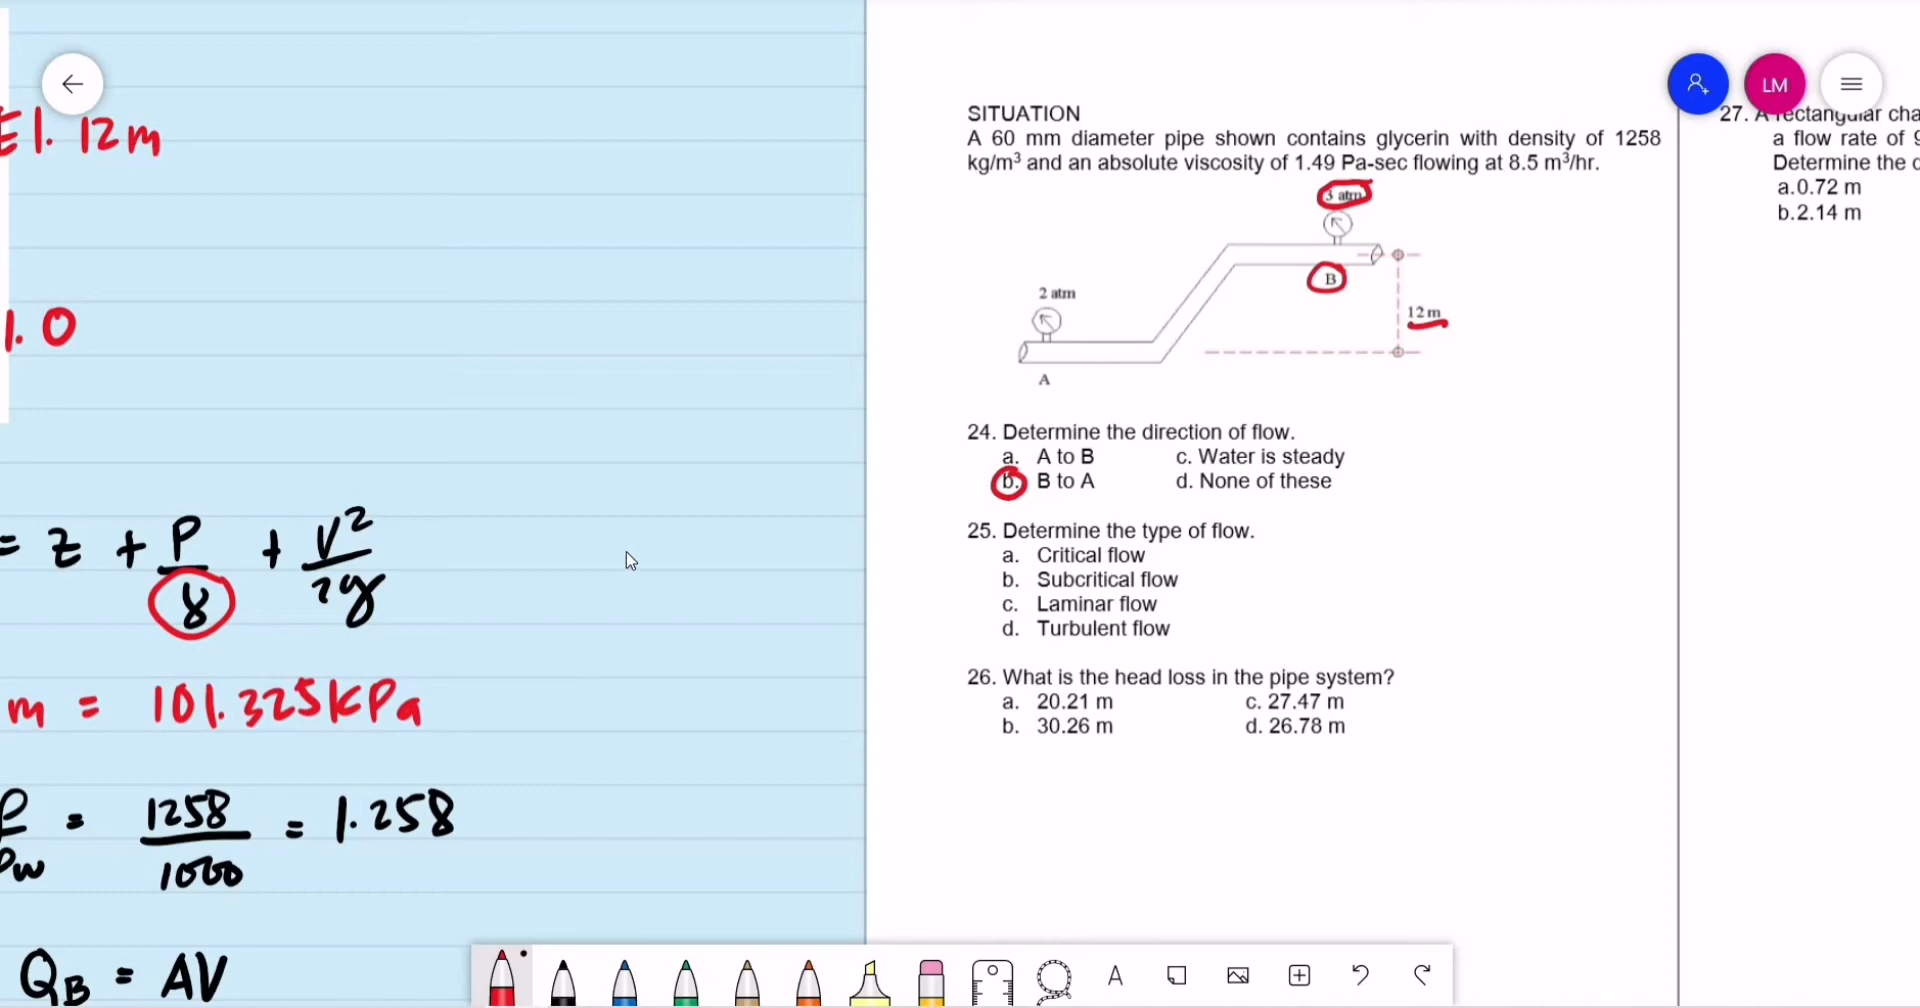 El. 12m
1.0
= z + P/γ + V²/2g
m = 101.325kPa
ρ/ρw = 1258/1000 = 1.258
QB = AV
SITUATION
A 60 mm diameter pipe shown contains glycerin with density of 1258
kg/m³ and an absolute viscosity of 1.49 Pa-sec flowing at 8.5 m³/hr.
3 atm
B
2 atm
12 m
A
24. Determine the direction of flow.
a. A to B c. Water is steady
b. B to A d. None of these
25. Determine the type of flow.
a. Critical flow
b. Subcritical flow
c. Laminar flow
d. Turbulent flow
26. What is the head loss in the pipe system?
a. 20.21 m c. 27.47 m
b. 30.26 m d. 26.78 m
LM
27. A rectangular cha
a flow rate of 9
Determine the
a.0.72 m
b.2.14 m
A